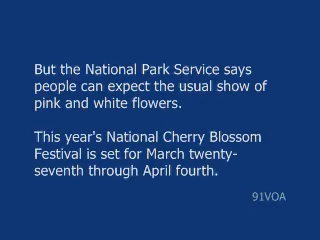 But the National Park Service says
people can expect the usual show of
pink and white flowers.
This year's National Cherry Blossom
Festival is set for March twenty-
seventh through April fourth.
91VOA